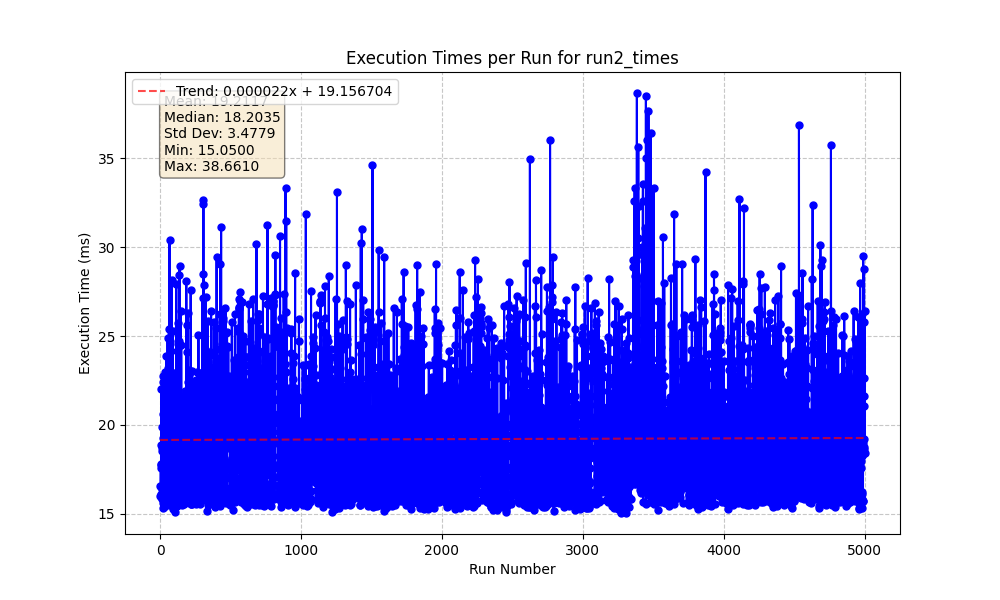 Execution Times per Run for run2_times
Trend: 0.000022x + 19.156704
Mean: 19.2117
Median: 18.2035
Std Dev: 3.4779
Min: 15.0500
Max: 38.6610
35
30
25
20
15
Execution Time (ms)
0 1000 2000 3000 4000 5000
Run Number